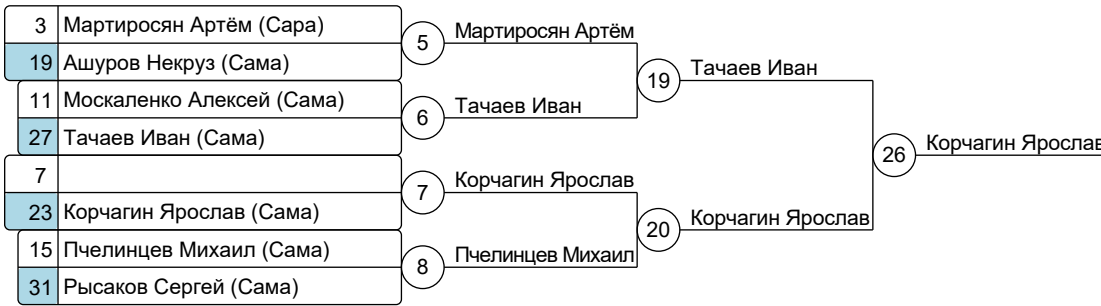 3 Мартиросян Артём (Сара)
19 Ашуров Некруз (Сама)
11 Москаленко Алексей (Сама)
27 Тачаев Иван (Сама)
7
23 Корчагин Ярослав (Сама)
15 Пчелинцев Михаил (Сама)
31 Рысаков Сергей (Сама)
5 Мартиросян Артём
6 Тачаев Иван
7 Корчагин Ярослав
8 Пчелинцев Михаил
19 Тачаев Иван
20 Корчагин Ярослав
26 Корчагин Ярослав